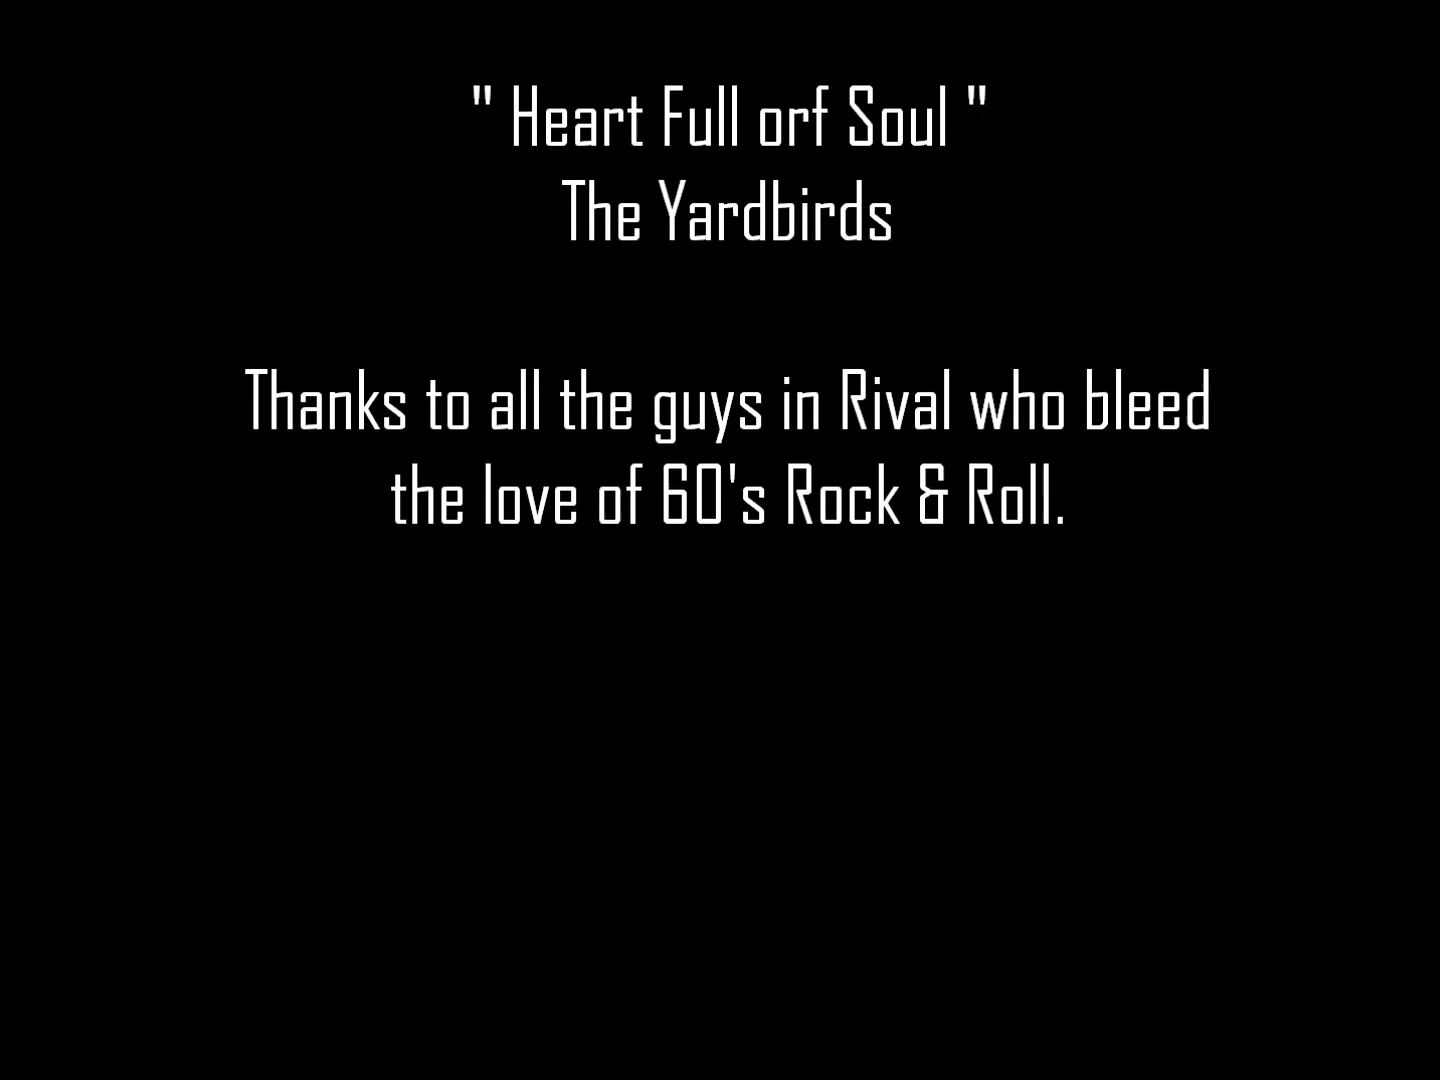 " Heart Full orf Soul "
The Yardbirds
Thanks to all the guys in Rival who bleed
the love of 60's Rock & Roll.